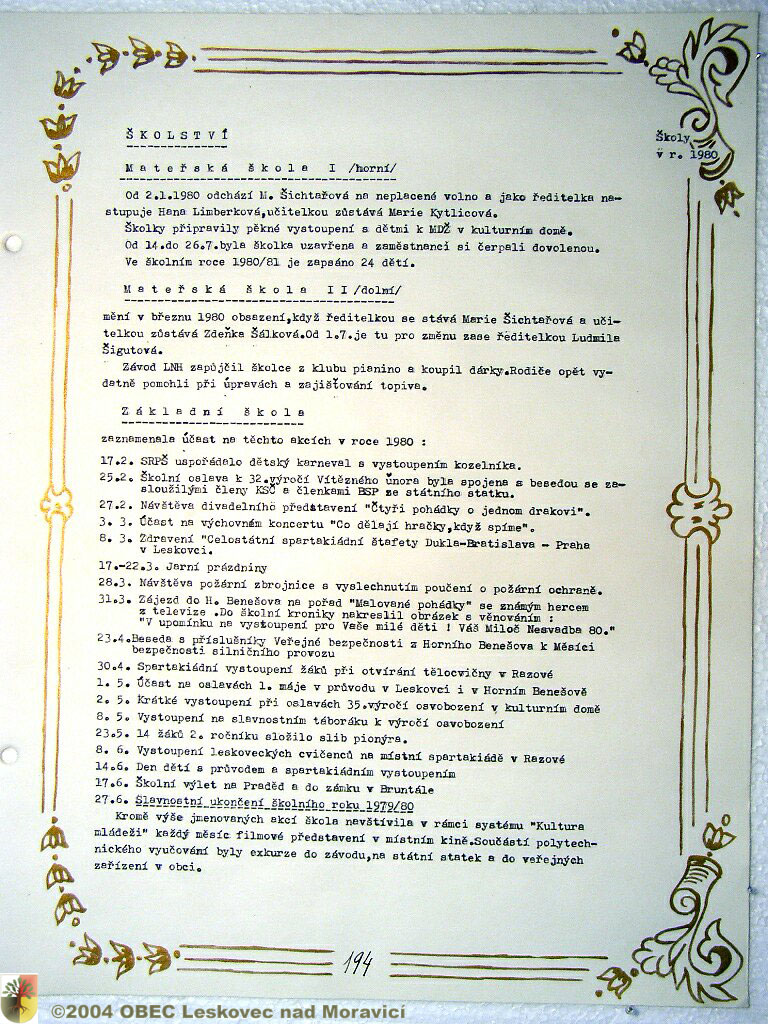 ŠKOLSTVÍ
Školy
v r. 1980
Mateřská škola I /horní/
Od 2.1.1980 odchází M. Šichtařová na neplacené volno a jako ředitelka na-
stupuje Hana Limberková,učitelkou zůstává Marie Kytlicová.
Školky připravily pěkné vystoupení s dětmi k MDŽ v kulturním domě.
Od 14.do 26.7.byla školka uzavřena a zaměstnanci si čerpali dovolenou.
Ve školním roce 1980/81 je zapsáno 24 dětí.
Mateřská škola II /dolní/
mění v březnu 1980 obsazení,když ředitelkou se stává Marie Šichtařová a uči-
telkou zůstává Zdeňka Šálková.Od 1.7.je tu pro změnu zase ředitelkou Ludmila
Šigutová.
Závod LNH zapůjčil školce z klubu pianino a koupil dárky.Rodiče opět vy-
datně pomohli při úpravách a zajišťování topiva.
Základní škola
zaznamenala účast na těchto akcích v roce 1980 :
17.2. SRPŠ uspořádalo dětský karneval s vystoupením kozelníka.
25.2. Školní oslava k 32.výročí Vítězného února byla spojena s besedou se za-
sloužilými členy KSČ a členkami BSP ze státního statku.
27.2. Návštěva divadelního představení "Čtyři pohádky o jednom drakovi".
3. 3. Účast na výchovném koncertu "Co dělají hračky,když spíme".
8. 3. Zdravení "Celostátní spartakiádní štafety Dukla-Bratislava - Praha
v Leskovci.
17.-22.3. Jarní prázdniny
28.3. Návštěva požární zbrojnice s vyslechnutím poučení o požární ochraně.
31.3. Zájezd do H. Benešova na pořad "Malované pohádky" se známým hercem
z televize .Do školní kroniky nakreslil obrázek s věnováním :
"V upomínku na vystoupení pro Vaše milé děti ! Váš Miloč Nesvadba 80."
23.4.Beseda s příslušníky Veřejné bezpečnosti z Horního Benešova k Měsíci
bezpečnosti silničního provozu
30.4. Spartakiádní vystoupení žáků při otvírání tělocvičny v Razové
1. 5. Účast na oslavách 1. máje v průvodu v Leskovci i v Horním Benešově
2. 5. Krátké vystoupení při oslavách 35.výročí osvobození v kulturním domě
8. 5. Vystoupení na slavnostním táboráku k výročí osvobození
23.5. 14 žáků 2. ročníku složilo slib pionýra.
8. 6. Vystoupení leskoveckých cvičenců na místní spartakiádě v Razové
14.6. Den dětí s průvodem a spartakiádním vystoupením
17.6. Školní výlet na Praděd a do zámku v Bruntále
27.6. Slavnostní ukončení školního roku 1979/80
Kromě výše jmenovaných akcí škola navštívila v rámci systému "Kultura
mládeži" každý měsíc filmové představení v místním kině.Součástí polytech-
nického vyučování byly exkurze do závodu,na státní statek a do veřejných
zařízení v obci.
194
©2004 OBEC Leskovec nad Moravicí